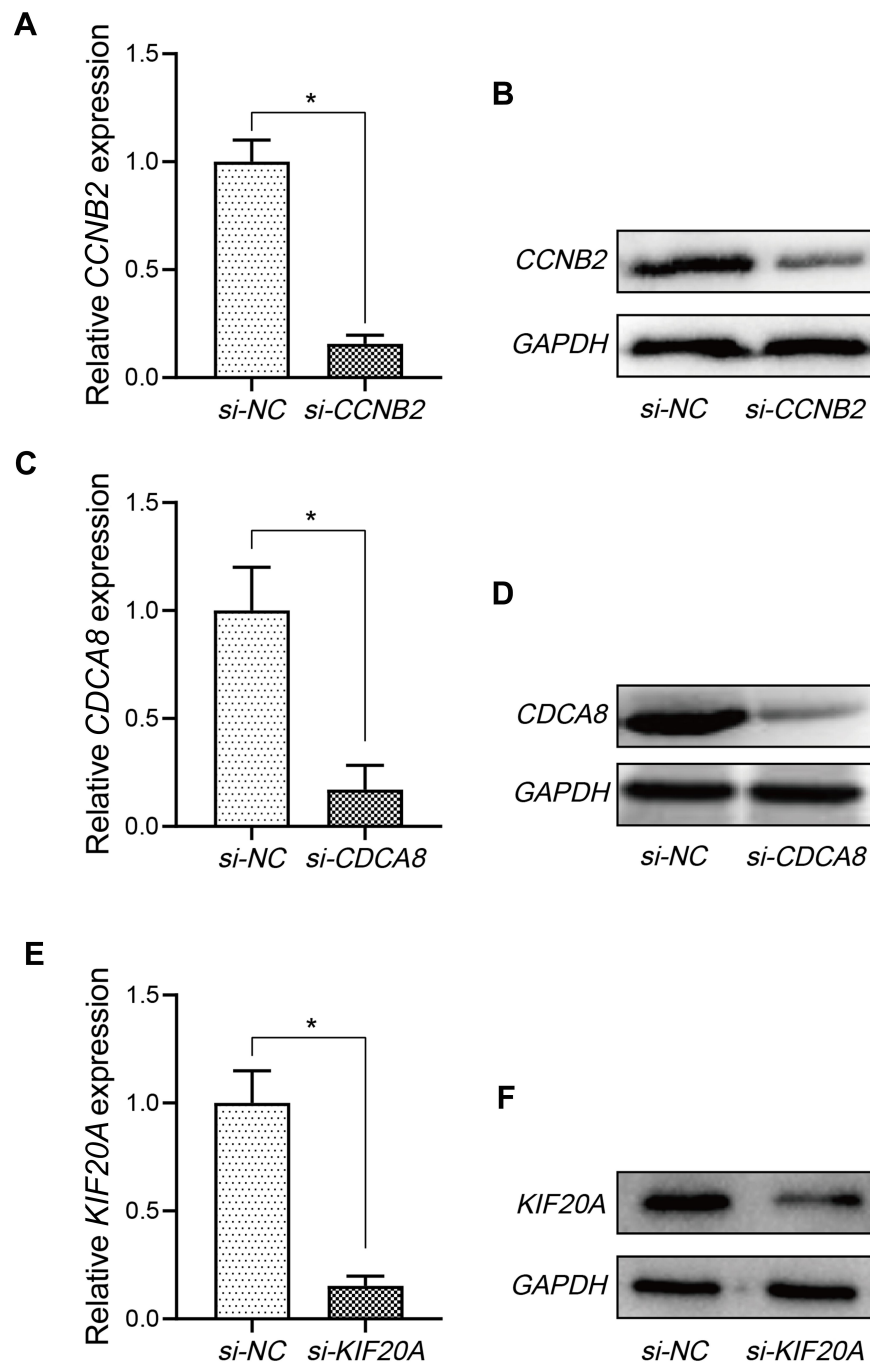 A
Relative CCNB2 expression
1.5
*
1.0
0.5
0.0
si-NC si-CCNB2
B
CCNB2
GAPDH
si-NC si-CCNB2
C
Relative CDCA8 expression
1.5
*
1.0
0.5
0.0
si-NC si-CDCA8
D
CDCA8
GAPDH
si-NC si-CDCA8
E
Relative KIF20A expression
1.5
*
1.0
0.5
0.0
si-NC si-KIF20A
F
KIF20A
GAPDH
si-NC si-KIF20A